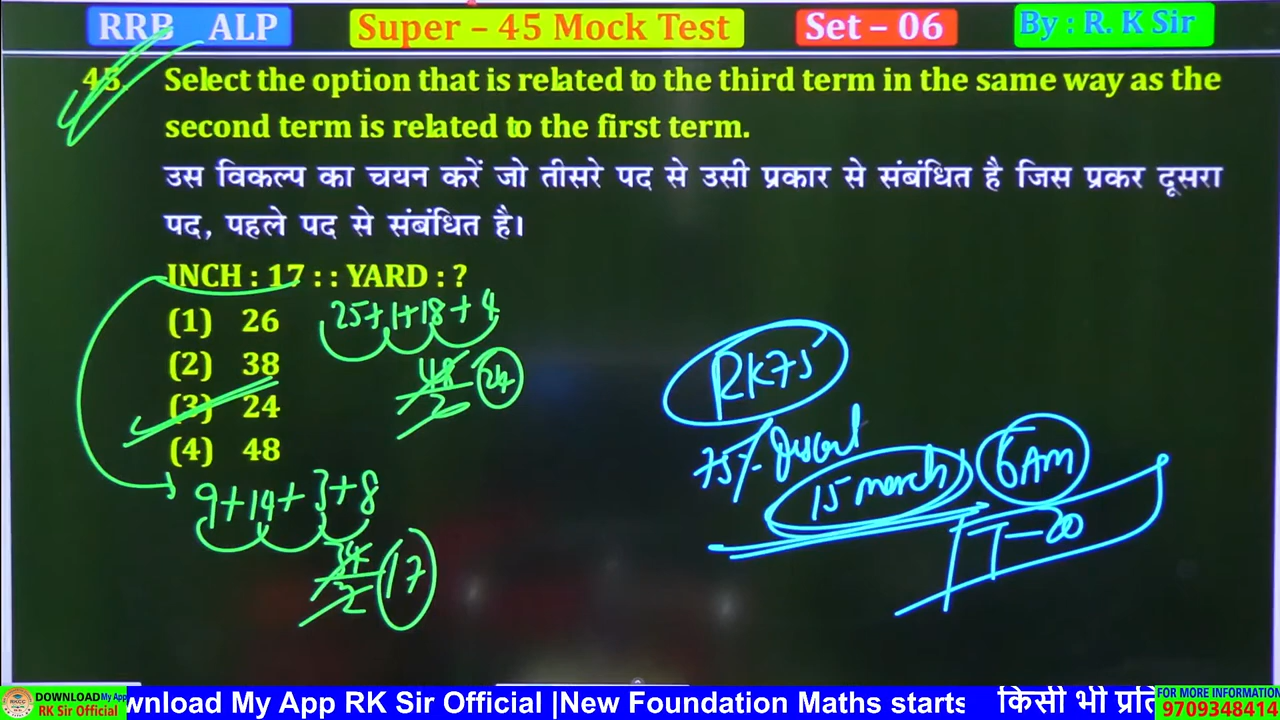 RRB ALP
Super – 45 Mock Test
Set – 06
By : R. K Sir
45. Select the option that is related to the third term in the same way as the
second term is related to the first term.
उस विकल्प का चयन करें जो तीसरे पद से उसी प्रकार से संबंधित है जिस प्रकर दूसरा
पद, पहले पद से संबंधित है।
INCH : 17 : : YARD : ?
(1) 26
(2) 38
(3) 24
(4) 48
25+1+18+4
48
2
24
9+14+3+8
34
2
17
RK75
75%
15 march
6 AM
TT-20
DOWNLOAD My App
RK Sir Official
wnload My App RK Sir Official |New Foundation Maths starts
किसी भी प्रति
FOR MORE INFORMATION
9709348414